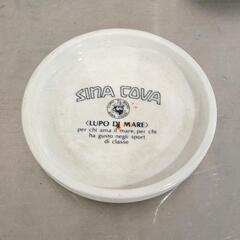 SINA COVA
<LUPO DI MARE>
per chi ama il mare, per chi
ha gusto negli sport
di classe